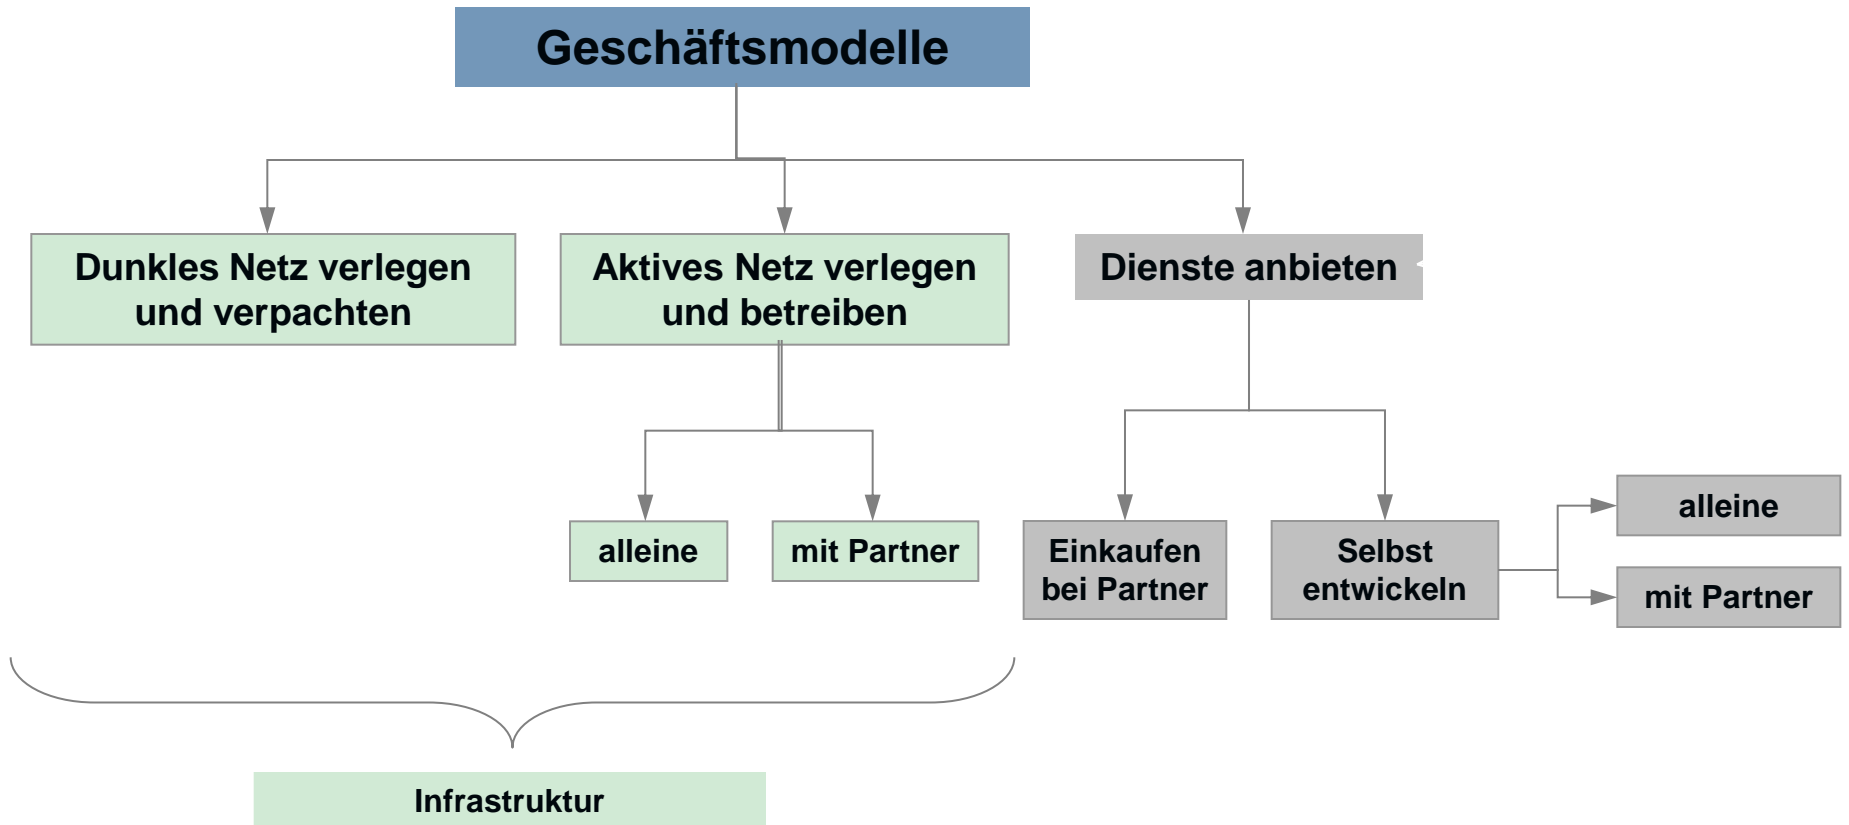 Geschäftsmodelle
Dunkles Netz verlegen
und verpachten
Aktives Netz verlegen
und betreiben
Dienste anbieten
alleine
mit Partner
Einkaufen
bei Partner
Selbst
entwickeln
alleine
mit Partner
Infrastruktur